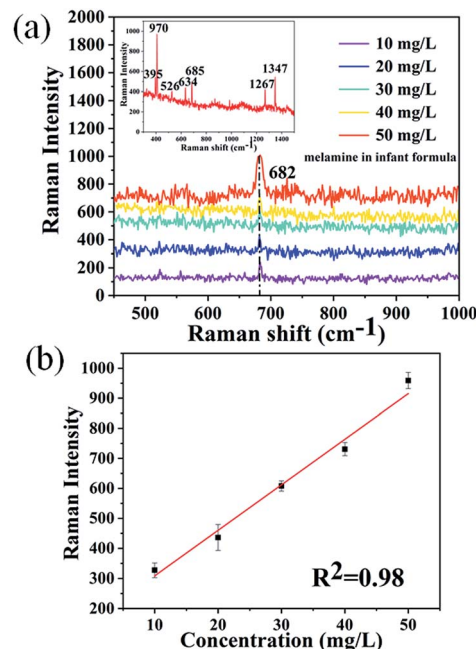 (a)
970
395
526
634
685
1267
1347
1000
800
600
400
200
Raman Intensity
400 600 800 1000 1200 1400
Raman shift (cm-1)
10 mg/L
20 mg/L
30 mg/L
40 mg/L
50 mg/L
melamine in infant formula
682
2000
1800
1600
1400
1200
1000
800
600
400
200
0
Raman Intensity
500 600 700 800 900 1000
Raman shift (cm-1)
(b)
1000
900
800
700
600
500
400
300
200
Raman Intensity
R2=0.98
10 20 30 40 50
Concentration (mg/L)